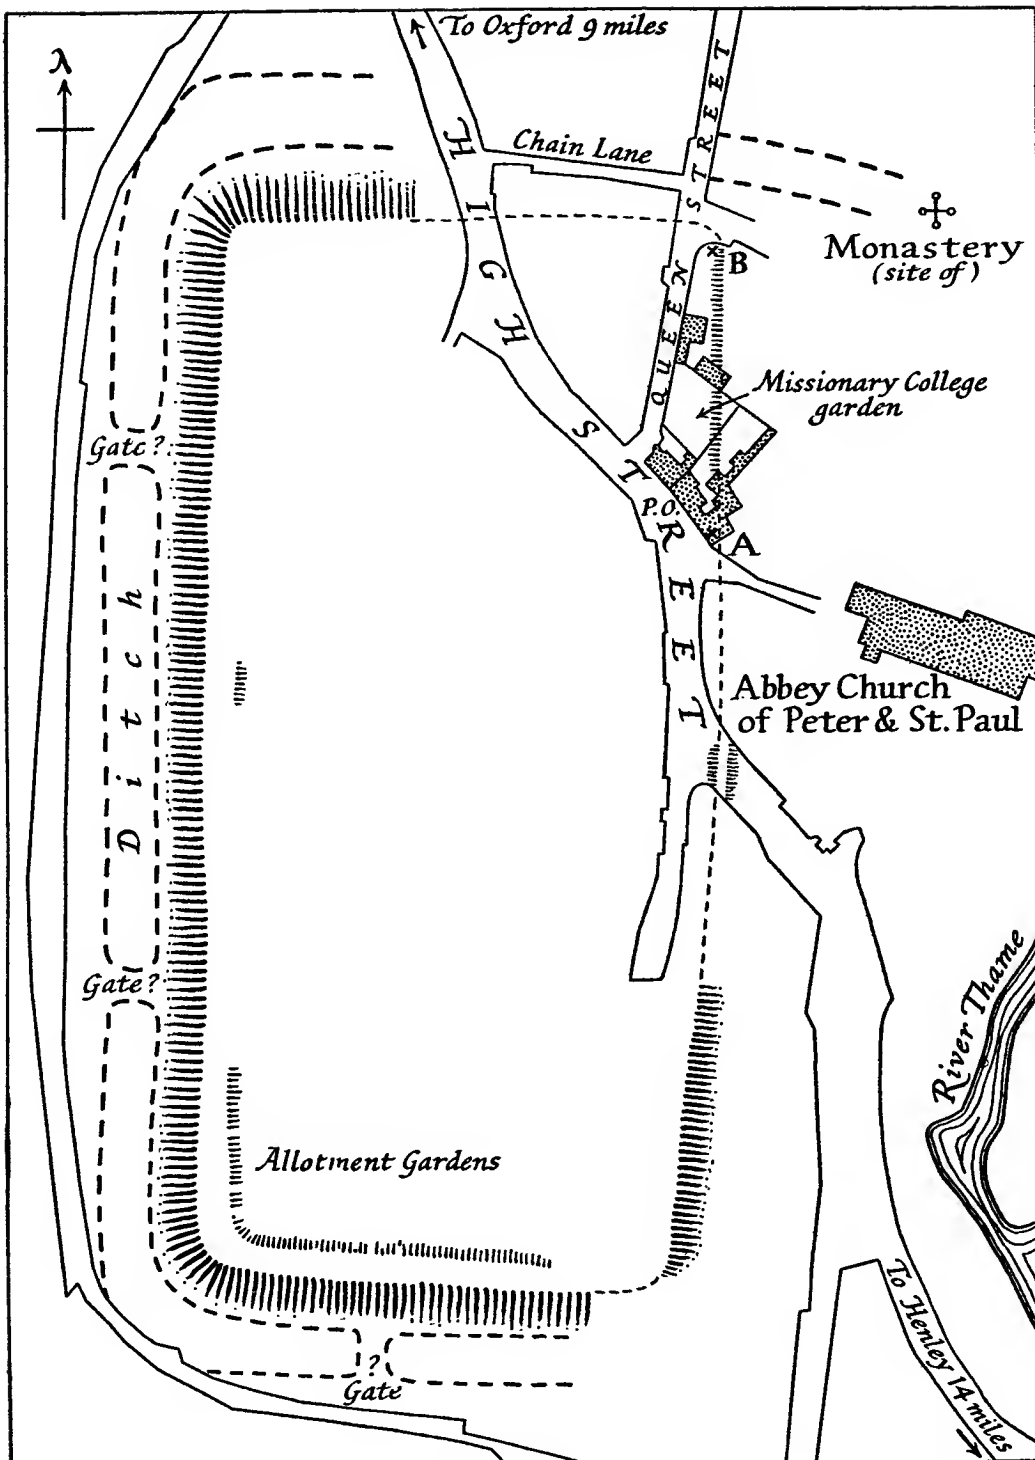 To Oxford 9 miles
λ
HIGH STREET
Chain Lane
QUEEN STREET
Monastery
(site of)
B
Missionary College
garden
Gate?
P.O.
A
Ditch
Abbey Church
of Peter & St. Paul
Gate?
River Thame
Allotment Gardens
To Henley 14 miles
?
Gate